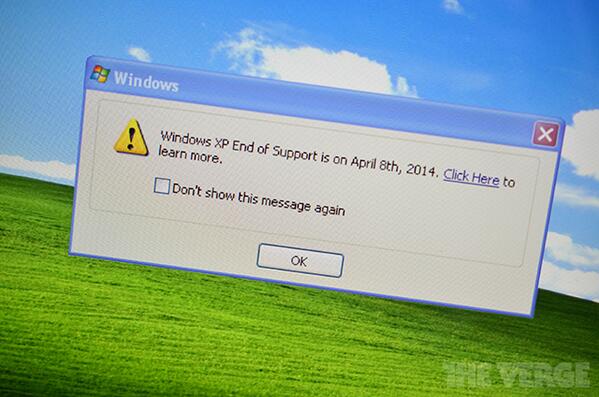 Windows
Windows XP End of Support is on April 8th, 2014. Click Here to
learn more.
Don't show this message again
OK
THE VERGE